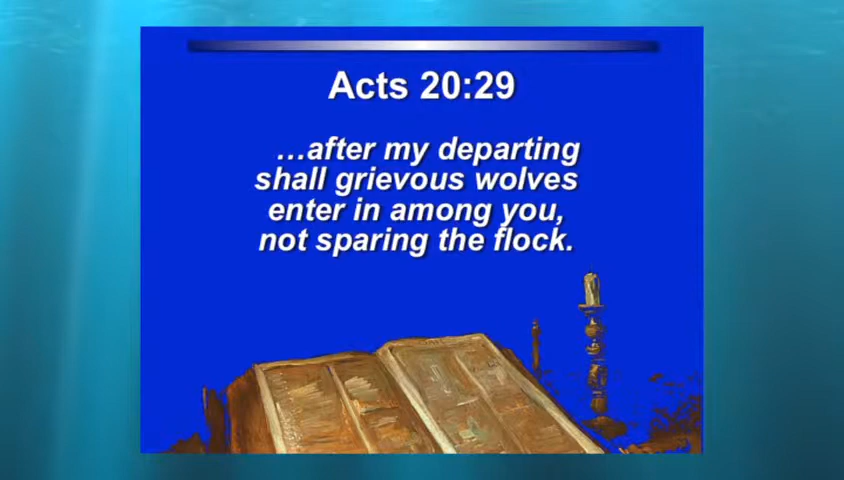 Acts 20:29
...after my departing
shall grievous wolves
enter in among you,
not sparing the flock.